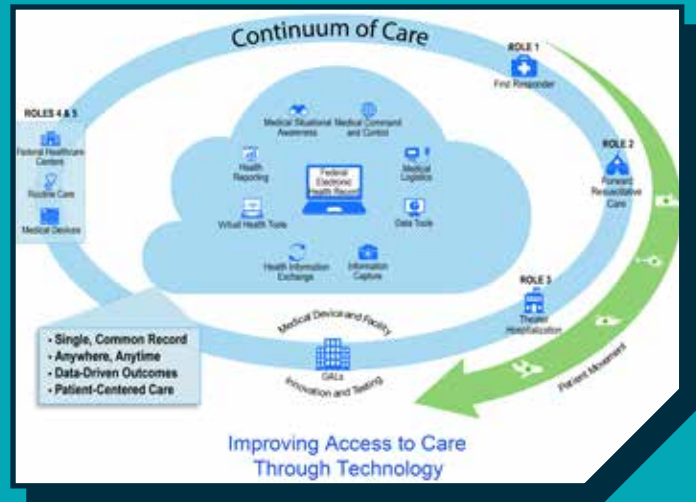 Continuum of Care
ROLE 1
First Responder
ROLES 4 & 5
Federal Healthcare
Centers
Routine Care
Medical Devices
Medical Situational
Awareness
Medical Command
and Control
Health
Reporting
Federal
Electronic
Health Record
Medical
Logistics
Virtual Health Tools
Data Tools
Health Information
Exchange
Information
Capture
ROLE 2
Forward
Resuscitative
Care
ROLE 3
Theater
Hospitalization
Patient Movement
Medical Device and Facility
GALs
Innovation and Testing
• Single, Common Record
• Anywhere, Anytime
• Data-Driven Outcomes
• Patient-Centered Care
Improving Access to Care
Through Technology